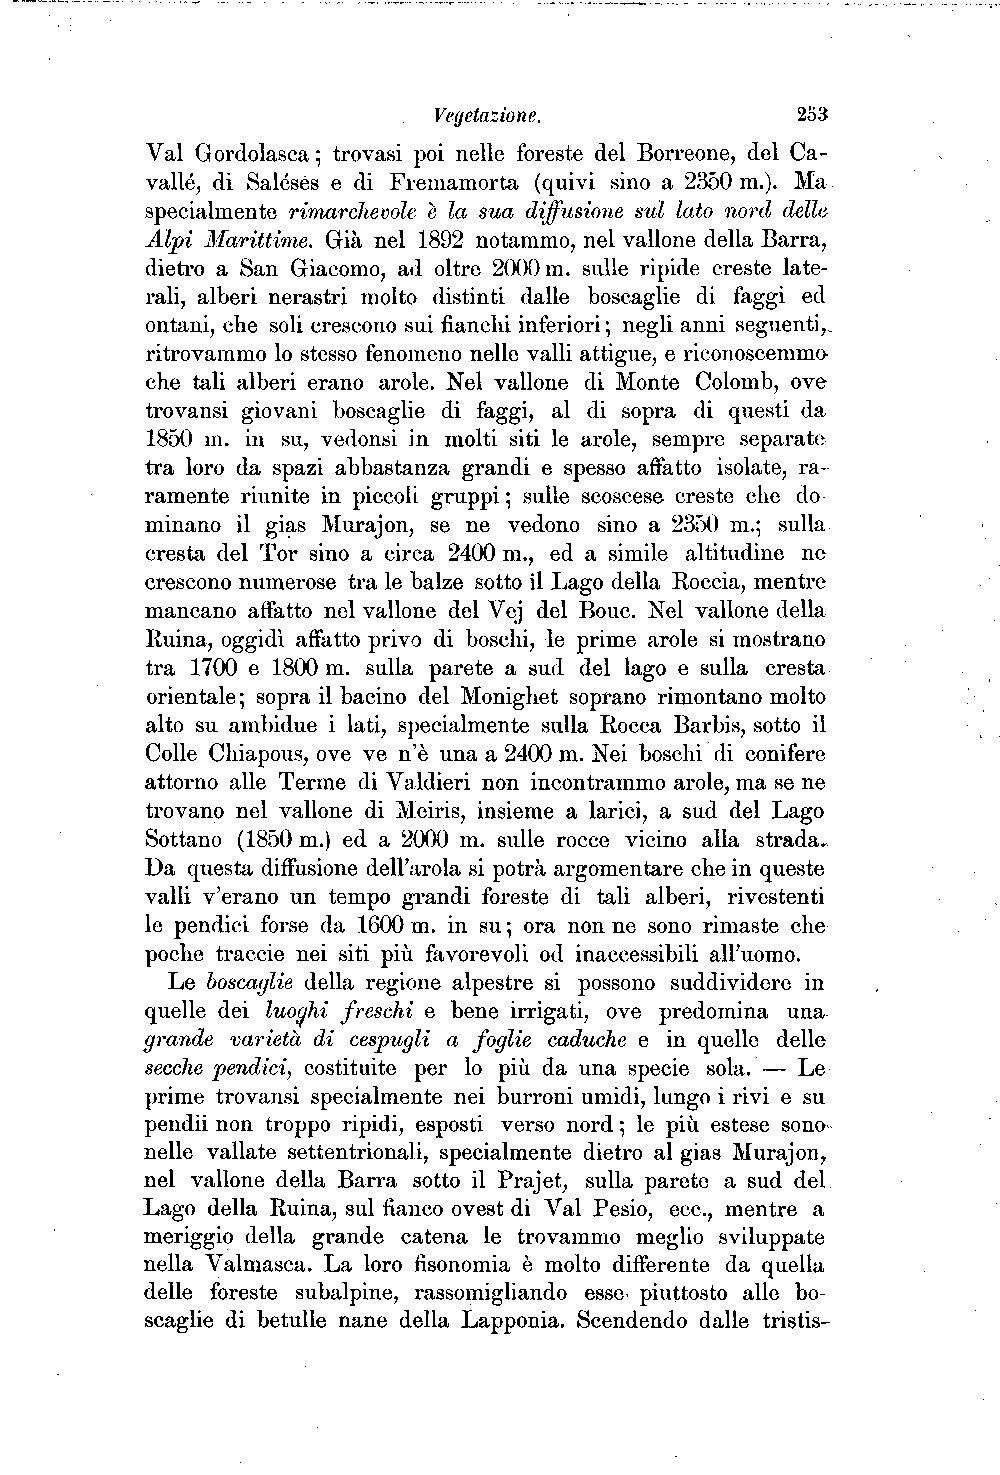 Vegetazione. 253
Val Gordolasca; trovasi poi nelle foreste del Borreone, del Ca-
vallé, di Salésès e di Fremamorta (quivi sino a 2350 m.). Ma
specialmente rimarchevole è la sua diffusione sul lato nord delle
Alpi Marittime. Già nel 1892 notammo, nel vallone della Barra,
dietro a San Giacomo, ad oltre 2000 m. sulle ripide creste late-
rali, alberi nerastri molto distinti dalle boscaglie di faggi ed
ontani, che soli crescono sui fianchi inferiori; negli anni seguenti,
ritrovammo lo stesso fenomeno nelle valli attigue, e riconoscemmo
che tali alberi erano arole. Nel vallone di Monte Colomb, ove
trovansi giovani boscaglie di faggi, al di sopra di questi da
1850 m. in su, vedonsi in molti siti le arole, sempre separate
tra loro da spazi abbastanza grandi e spesso affatto isolate, ra-
ramente riunite in piccoli gruppi; sulle scoscese creste che do-
minano il gias Murajon, se ne vedono sino a 2350 m.; sulla
cresta del Tor sino a circa 2400 m., ed a simile altitudine ne
crescono numerose tra le balze sotto il Lago della Roccia, mentre
mancano affatto nel vallone del Vej del Bouc. Nel vallone della
Ruina, oggidì affatto privo di boschi, le prime arole si mostrano
tra 1700 e 1800 m. sulla parete a sud del lago e sulla cresta
orientale; sopra il bacino del Monighet soprano rimontano molto
alto su ambidue i lati, specialmente sulla Rocca Barbis, sotto il
Colle Chiapous, ove ve n'è una a 2400 m. Nei boschi di conifere
attorno alle Terme di Valdieri non incontrammo arole, ma se ne
trovano nel vallone di Meiris, insieme a larici, a sud del Lago
Sottano (1850 m.) ed a 2000 m. sulle rocce vicino alla strada.
Da questa diffusione dell'arola si potrà argomentare che in queste
valli v'erano un tempo grandi foreste di tali alberi, rivestenti
le pendici forse da 1600 m. in su; ora non ne sono rimaste che
poche traccie nei siti più favorevoli od inaccessibili all'uomo.
Le boscaglie della regione alpestre si possono suddividere in
quelle dei luoghi freschi e bene irrigati, ove predomina una
grande varietà di cespugli a foglie caduche e in quelle delle
secche pendici, costituite per lo più da una specie sola. — Le
prime trovansi specialmente nei burroni umidi, lungo i rivi e su
pendii non troppo ripidi, esposti verso nord; le più estese sono
nelle vallate settentrionali, specialmente dietro al gias Murajon,
nel vallone della Barra sotto il Prajet, sulla parete a sud del
Lago della Ruina, sul fianco ovest di Val Pesio, ecc., mentre a
meriggio della grande catena le trovammo meglio sviluppate
nella Valmasca. La loro fisonomia è molto differente da quella
delle foreste subalpine, rassomigliando esse piuttosto alle bo-
scaglie di betulle nane della Lapponia. Scendendo dalle tristis-